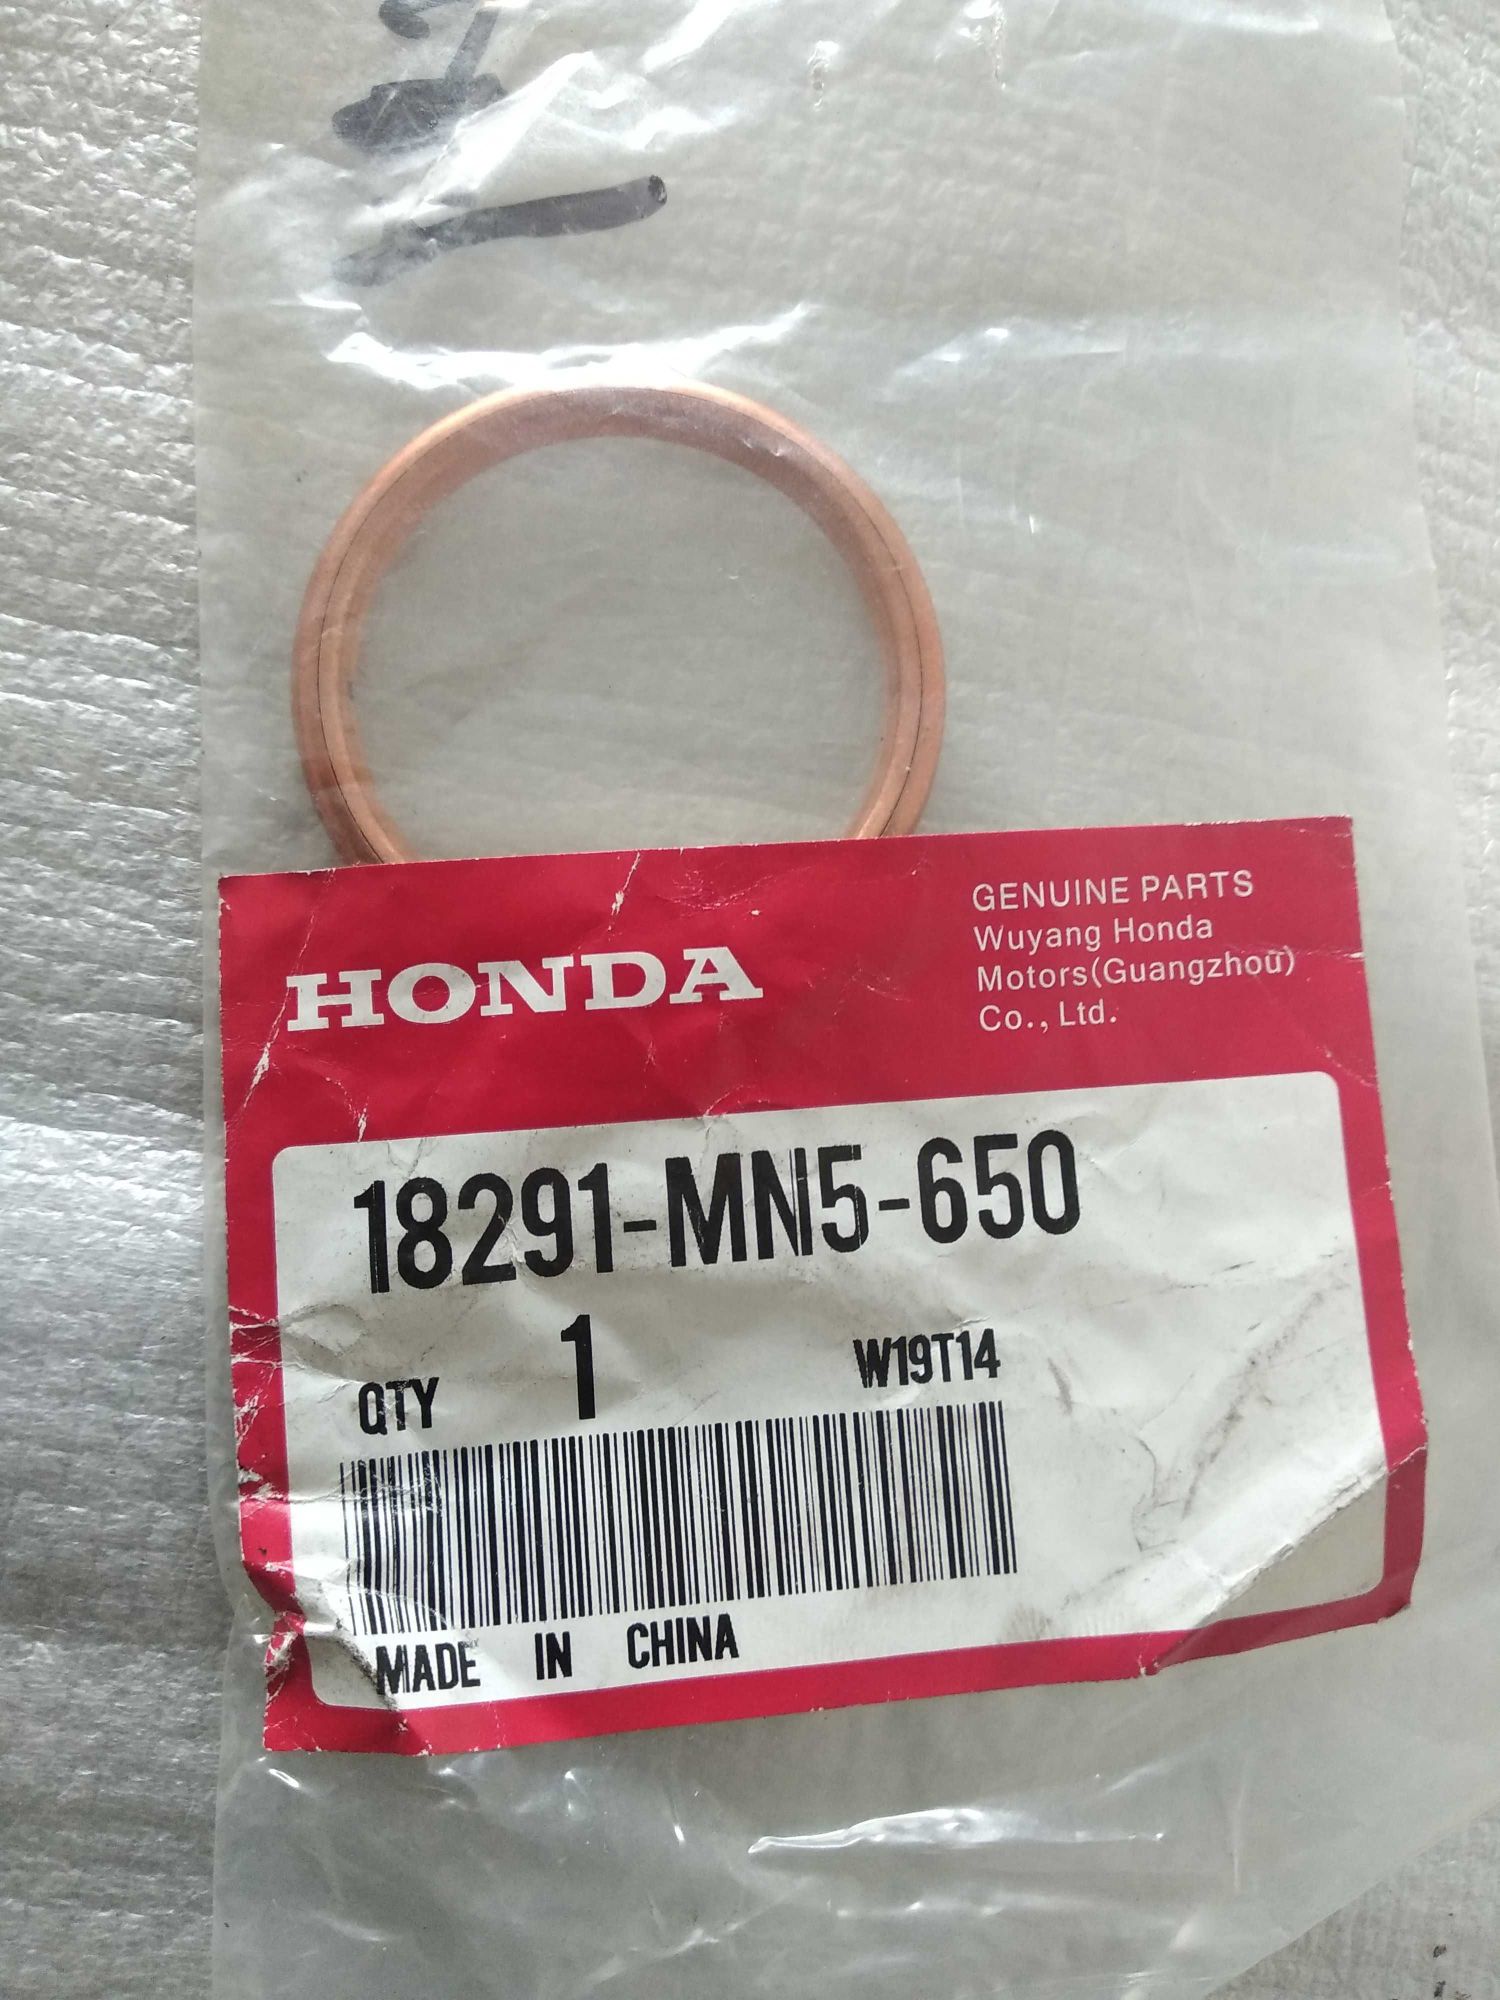 HONDA
GENUINE PARTS
Wuyang Honda
Motors(Guangzhou)
Co., Ltd.
18291-MN5-650
QTY 1 W19T14
MADE IN CHINA